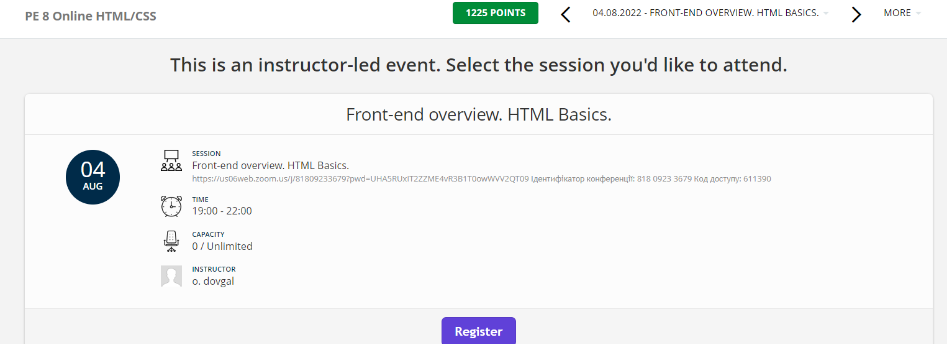 PE 8 Online HTML/CSS
1225 POINTS
04.08.2022 - FRONT-END OVERVIEW. HTML BASICS.
MORE
This is an instructor-led event. Select the session you'd like to attend.
Front-end overview. HTML Basics.
04
AUG
SESSION
Front-end overview. HTML Basics.
https://us06web.zoom.us/j/81809233679?pwd=UHA5RUxIT2ZZME4vR3B1T0owWVV2QT09 Ідентифікатор конференції: 818 0923 3679 Код доступу: 611390
TIME
19:00 - 22:00
CAPACITY
0 / Unlimited
INSTRUCTOR
o. dovgal
Register